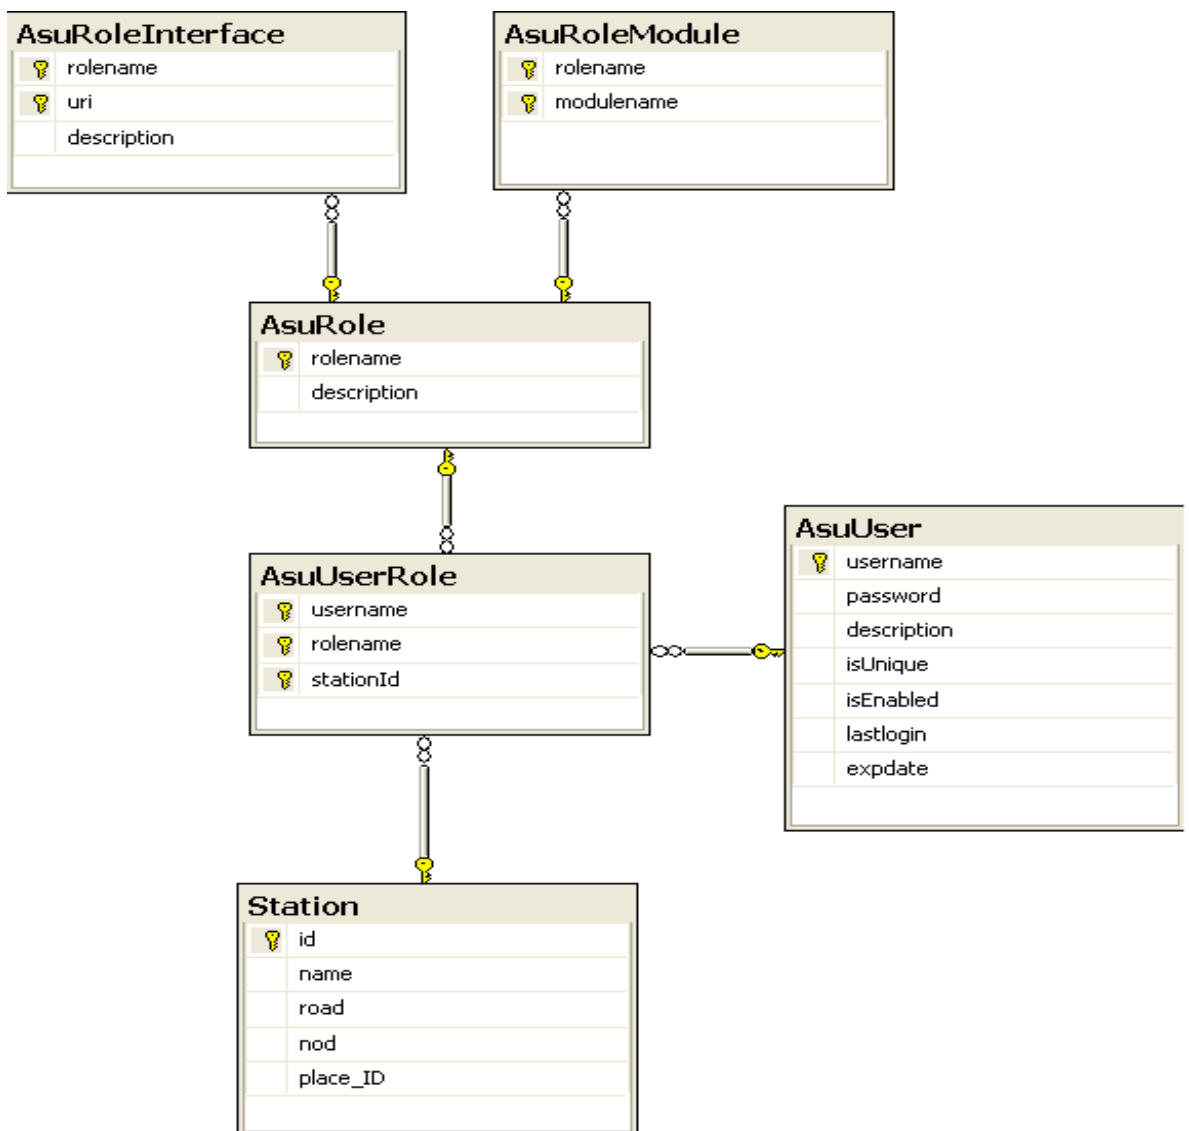 AsuRoleInterface
rolename
uri
description
AsuRoleModule
rolename
modulename
AsuRole
rolename
description
AsuUserRole
username
rolename
stationId
AsuUser
username
password
description
isUnique
isEnabled
lastlogin
expdate
Station
id
name
road
nod
place_ID